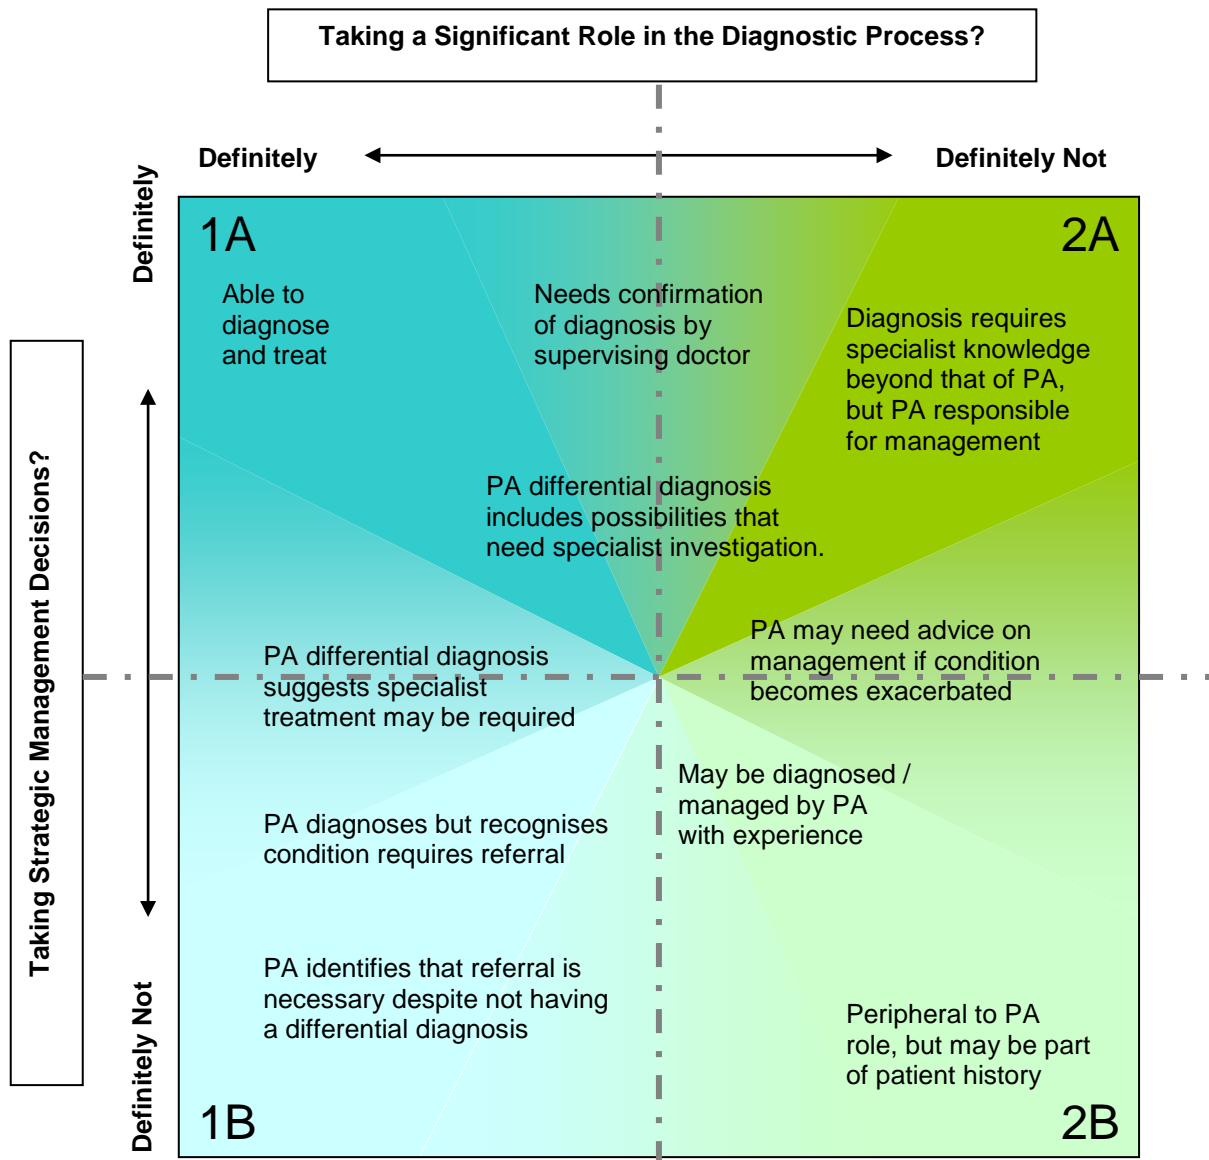 Taking a Significant Role in the Diagnostic Process?
Definitely
Definitely Not
Definitely
Taking Strategic Management Decisions?
Definitely Not
1A
2A
Able to
diagnose
and treat
Needs confirmation
of diagnosis by
supervising doctor
Diagnosis requires
specialist knowledge
beyond that of PA,
but PA responsible
for management
PA differential diagnosis
includes possibilities that
need specialist investigation.
PA differential diagnosis
suggests specialist
treatment may be required
PA may need advice on
management if condition
becomes exacerbated
May be diagnosed /
managed by PA
with experience
PA diagnoses but recognises
condition requires referral
PA identifies that referral is
necessary despite not having
a differential diagnosis
Peripheral to PA
role, but may be part
of patient history
1B
2B